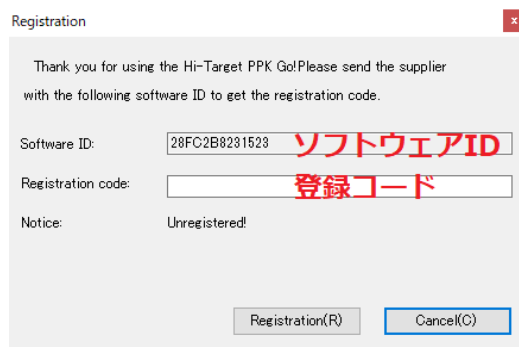 Registration
x
Thank you for using the Hi-Target PPK Go!Please send the supplier
with the following software ID to get the registration code.
Software ID: 28FC2B8231523 ソフトウェアID
Registration code: 登録コード
Notice: Unregistered!
Registration(R) Cancel(C)